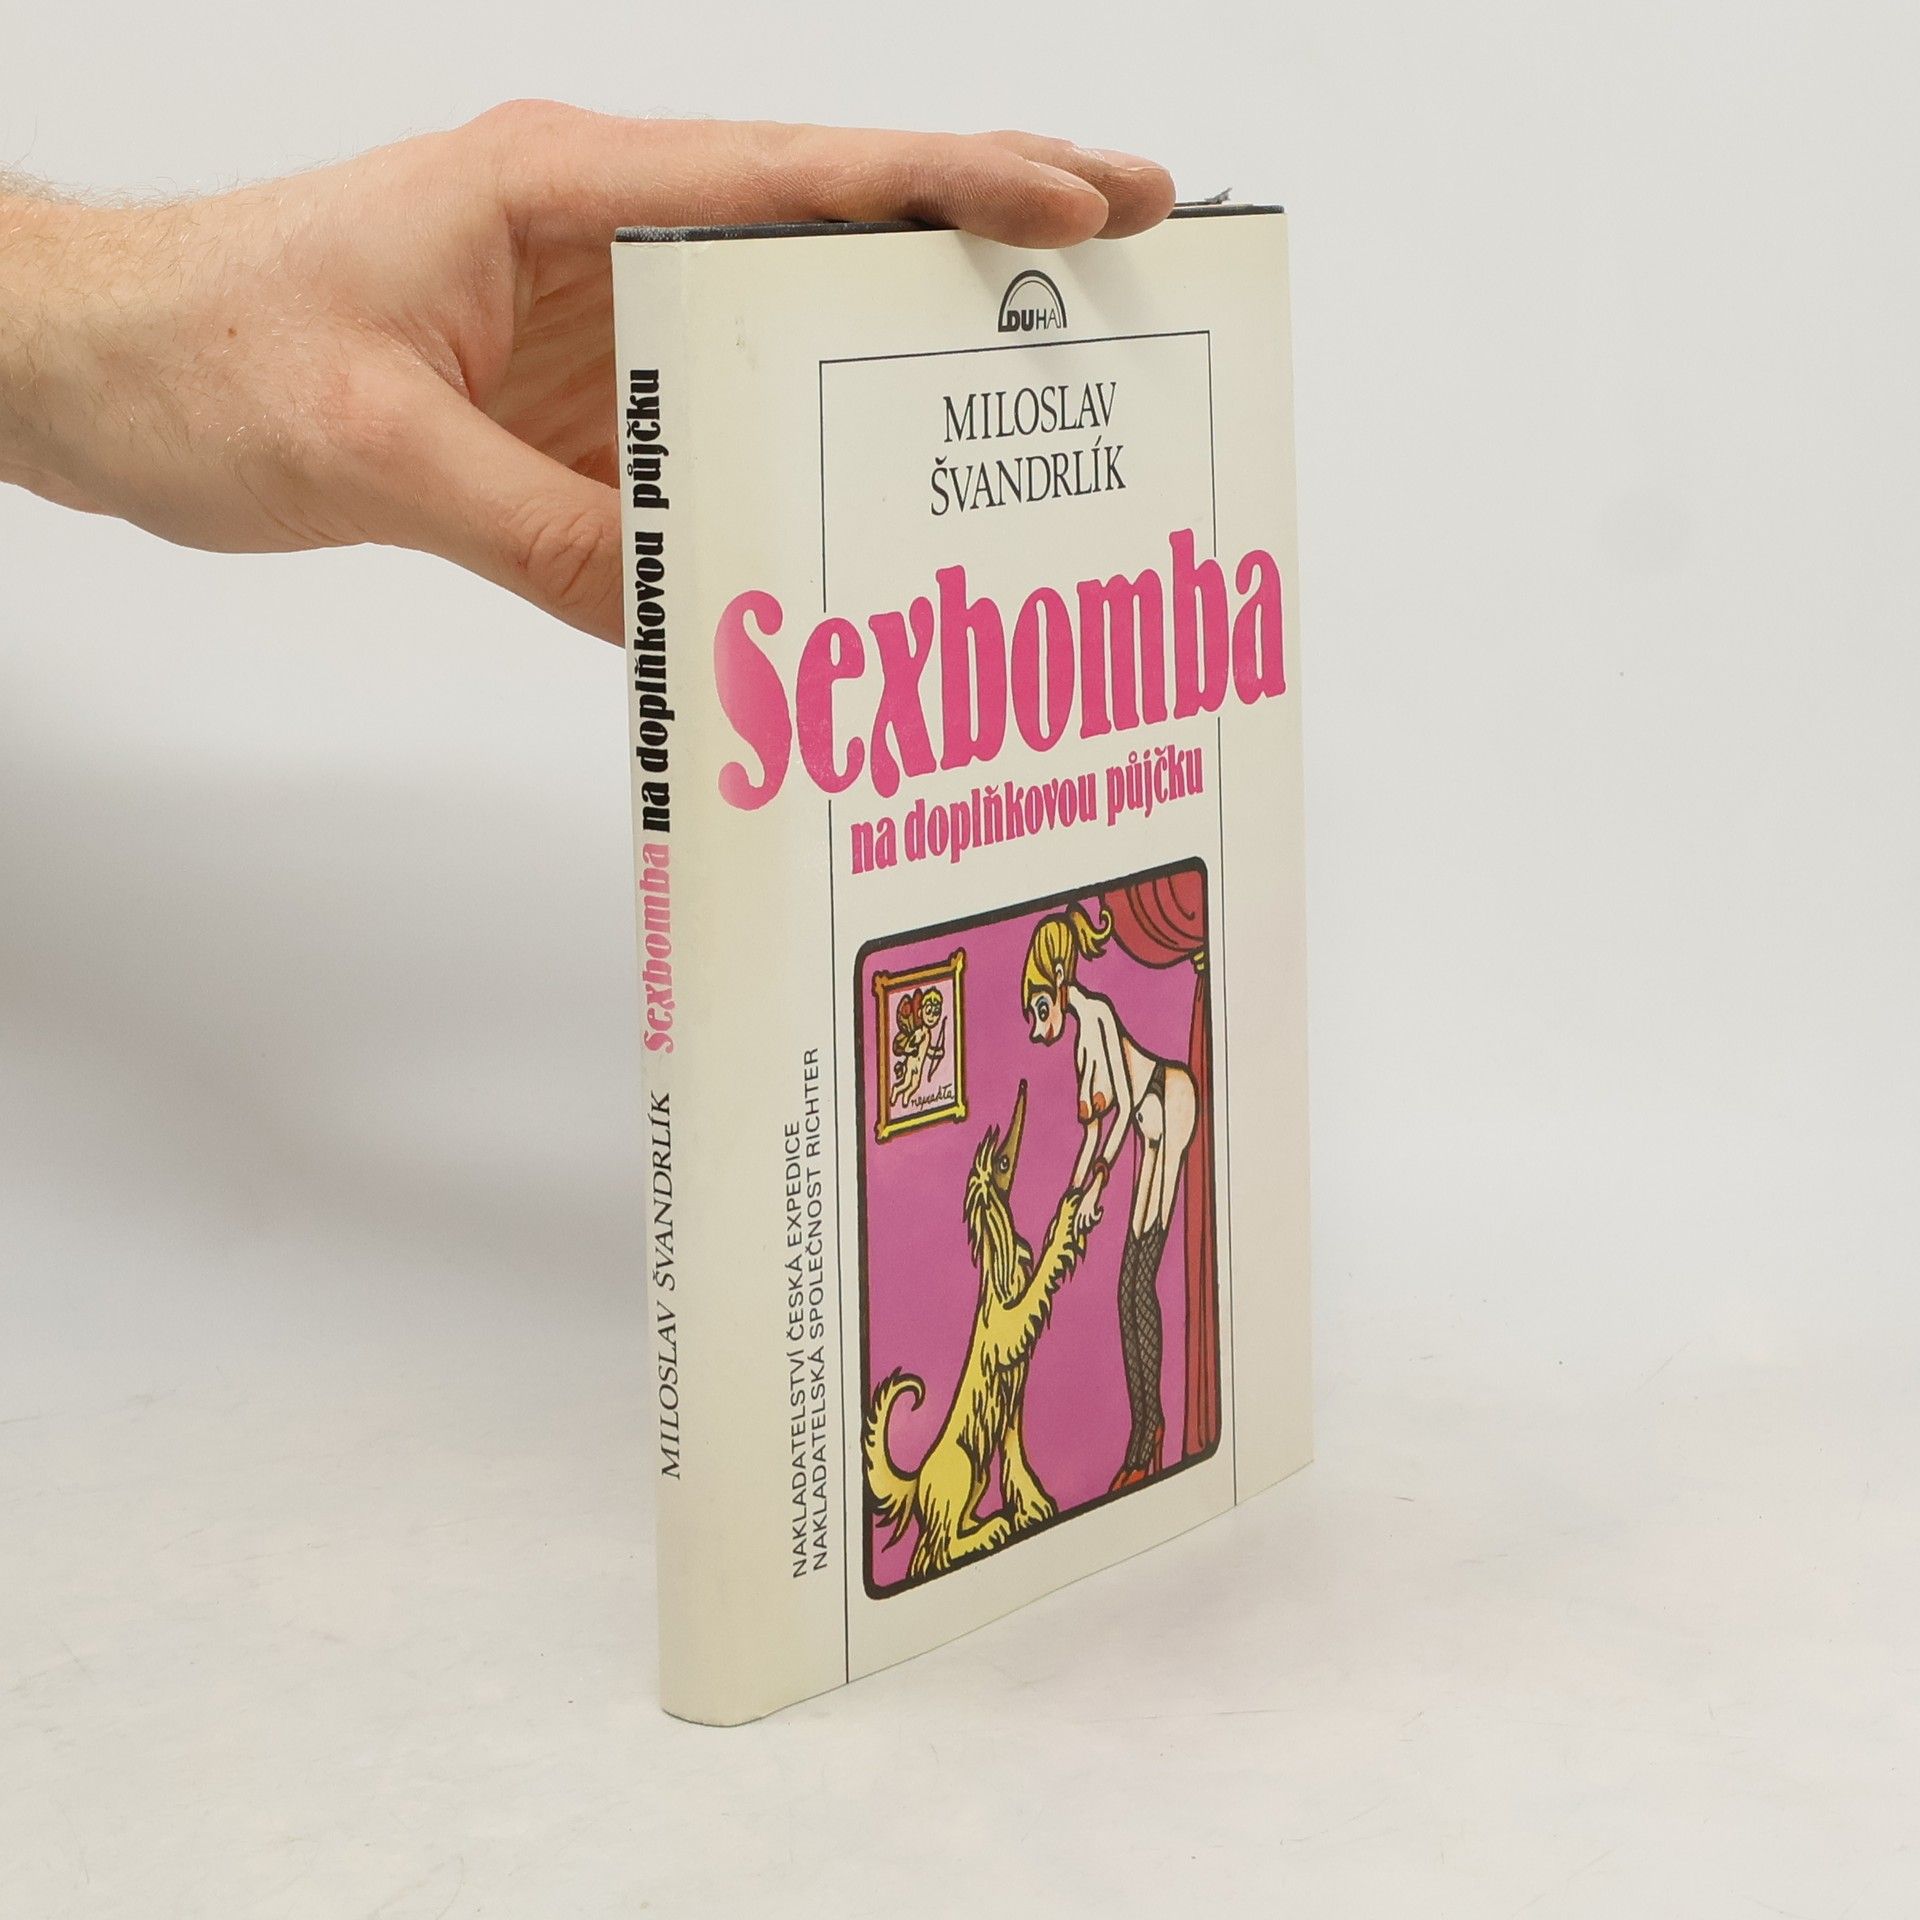 DUHA
MILOSLAV
ŠVANDRLÍK
Sexbomba
na doplňkovou půjčku
neprakta
NAKLADATELSTVÍ ČESKÁ EXPEDICE
NAKLADATELSKÁ SPOLEČNOST RICHTER
MILOSLAV ŠVANDRLÍK Sexbomba na doplňkovou půjčku